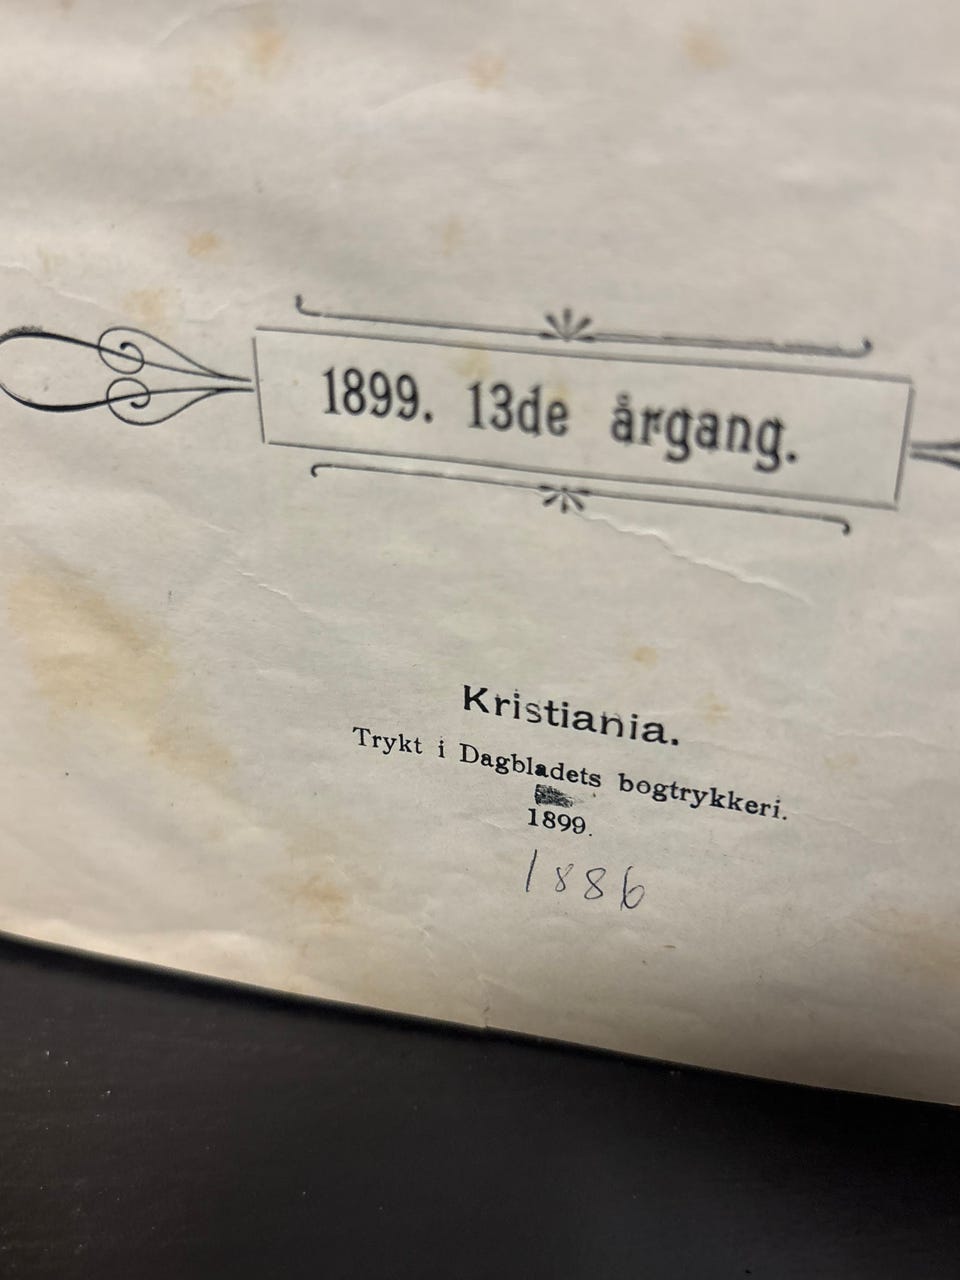 1899. 13de årgang.
Kristiania.
Trykt i Dagbladets bogtrykkeri.
1899.
1886